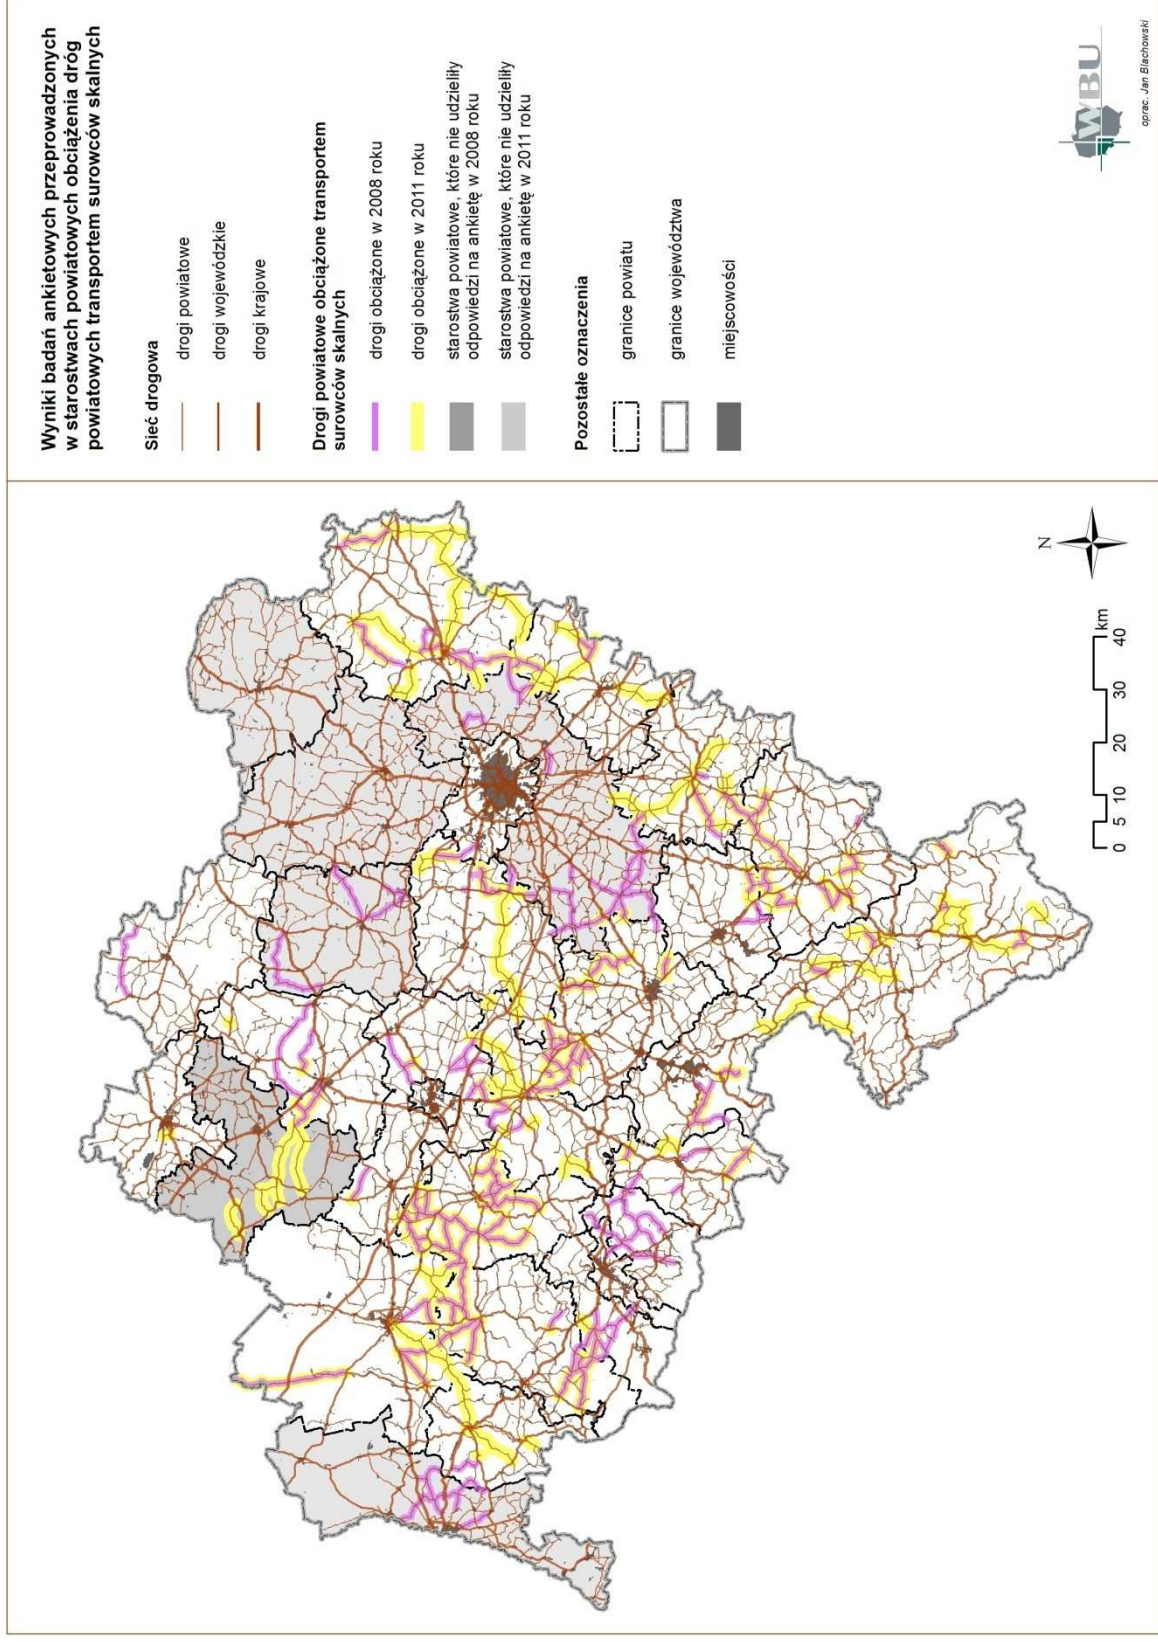 Wyniki badań ankietowych przeprowadzonych
w starostwach powiatowych obciążenia dróg
powiatowych transportem surowców skalnych
Sieć drogowa
drogi powiatowe
drogi wojewódzkie
drogi krajowe
Drogi powiatowe obciążone transportem
surowców skalnych
drogi obciążone w 2008 roku
drogi obciążone w 2011 roku
starostwa powiatowe, które nie udzieliły
odpowiedzi na ankietę w 2008 roku
starostwa powiatowe, które nie udzieliły
odpowiedzi na ankietę w 2011 roku
Pozostałe oznaczenia
granice powiatu
granice województwa
miejscowości
N
0 5 10 20 30 40
km
WBU
oprac. Jan Blachowski